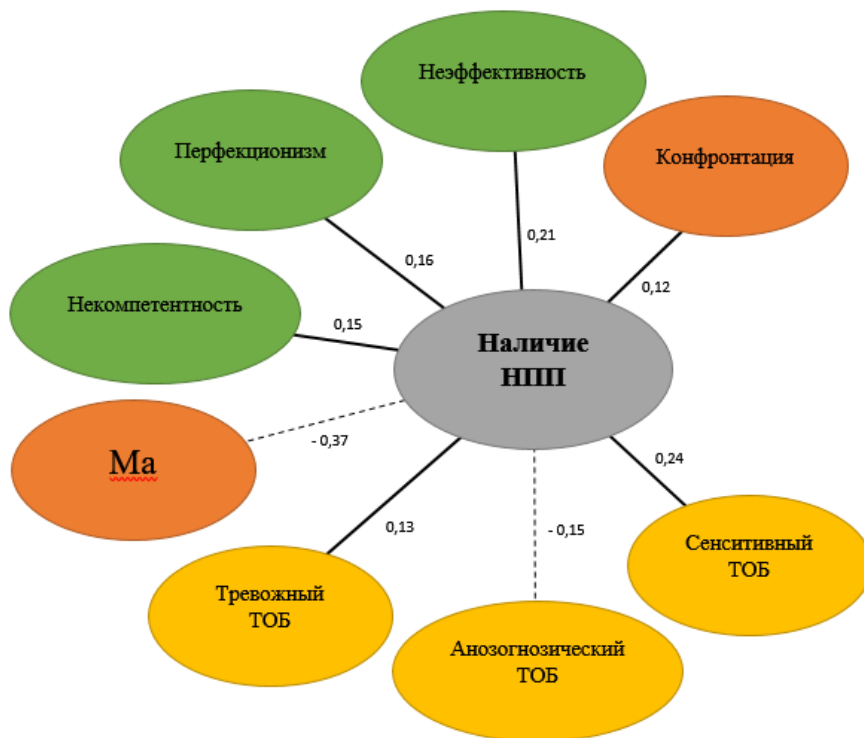 Неэффективность
Перфекционизм
Конфронтация
0,21
0,16
0,12
Некомпетентность
0,15
Наличие
НПП
Ма
- 0,37
0,24
0,13
- 0,15
Сенситивный
ТОБ
Тревожный
ТОБ
Анозогнозический
ТОБ